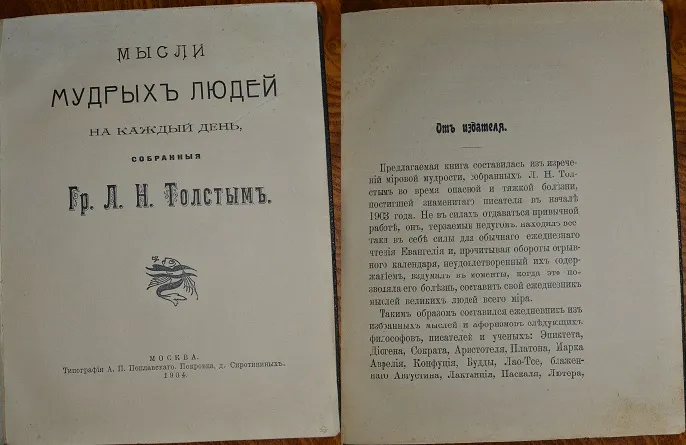 МЫСЛИ
МУДРЫХЪ ЛЮДЕЙ
НА КАЖДЫЙ ДЕНЬ,
СОБРАННЫЯ
Гр. Л. Н. Толстымъ.
МОСКВА.
Типографія А. П. Поплавскаго. Покровка, д. Сиротининыхъ.
1904.
Отъ издателя.
Предлагаемая книга составилась изъ изрече-
ній міровой мудрости, собранныхъ Л. Н. Тол-
стымъ во время опасной и тяжкой болѣзни,
постигшей знаменитаго писателя въ началѣ
1903 года. Не въ силахъ отдаваться привычной
работѣ, онъ, терзаемые недугомъ, находилъ все-
таки въ себѣ силы для обычнаго ежедневнаго
чтенія Евангелія и, прочитывая обороты отрыв-
ного календаря, неудовлетворенный ихъ содер-
жаніемъ, вздумалъ въ моменты, когда это по-
зволяла его болѣзнь, составить свой ежедневникъ
мыслей великихъ людей всего міра.
Такимъ образомъ составился ежедневникъ изъ
избранныхъ мыслей и афоризмовъ слѣдующихъ
философовъ, писателей и ученыхъ: Эпиктета,
Діогена, Сократа, Аристотеля, Платона, Марка
Аврелія, Конфуція, Будды, Лао-Тсе, блажен-
наго Августина, Лактанція, Паскаля, Лютера,